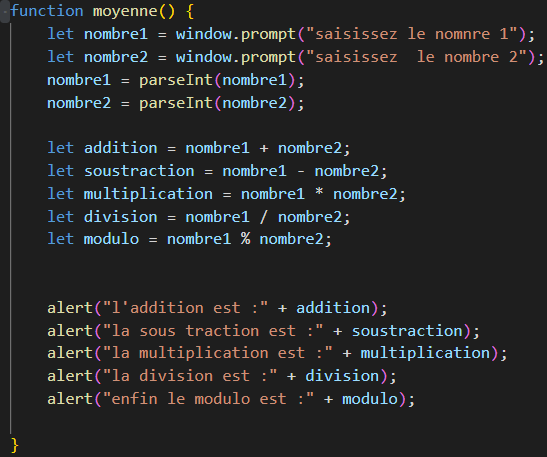 function moyenne() {
let nombre1 = window.prompt("saisissez le nomnre 1");
let nombre2 = window.prompt("saisissez  le nombre 2");
nombre1 = parseInt(nombre1);
nombre2 = parseInt(nombre2);
let addition = nombre1 + nombre2;
let soustraction = nombre1 - nombre2;
let multiplication = nombre1 * nombre2;
let division = nombre1 / nombre2;
let modulo = nombre1 % nombre2;
alert("l'addition est :" + addition);
alert("la sous traction est :" + soustraction);
alert("la multiplication est :" + multiplication);
alert("la division est :" + division);
alert("enfin le modulo est :" + modulo);
}